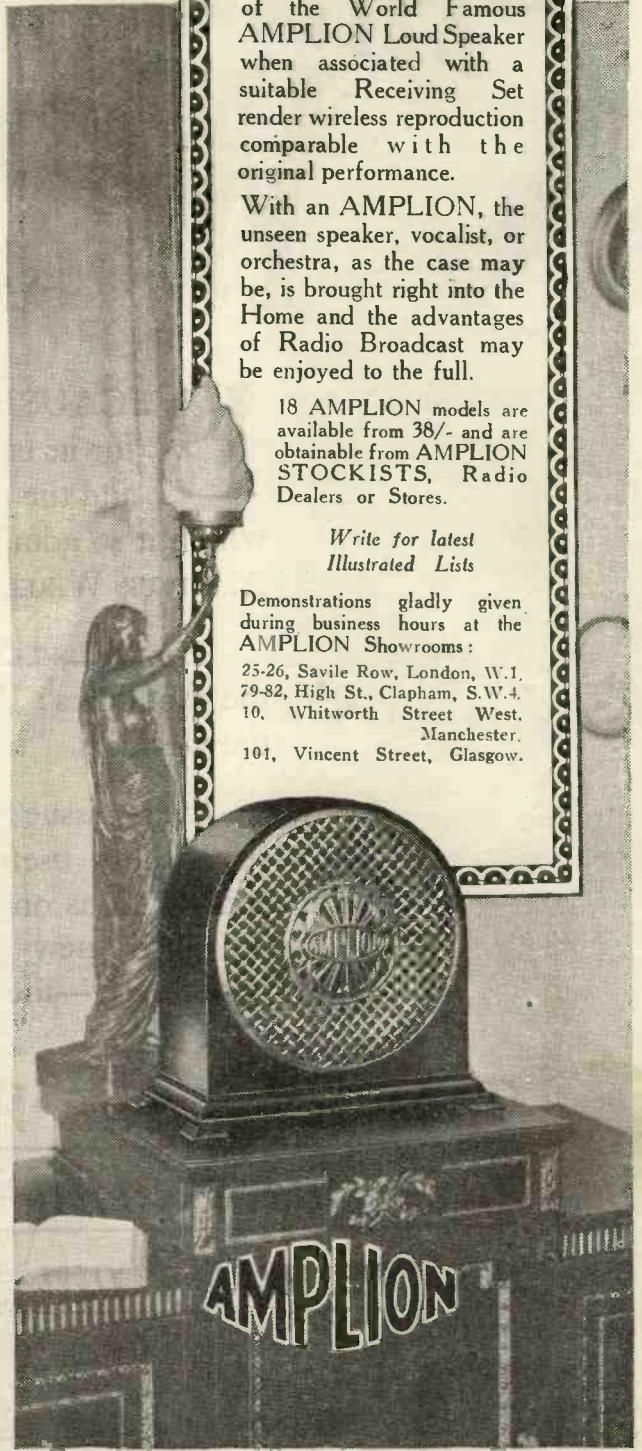 of the World Famous
AMPLION Loud Speaker
when associated with a
suitable Receiving Set
render wireless reproduction
comparable with the
original performance.
With an AMPLION, the
unseen speaker, vocalist, or
orchestra, as the case may
be, is brought right into the
Home and the advantages
of Radio Broadcast may
be enjoyed to the full.
18 AMPLION models are
available from 38/- and are
obtainable from AMPLION
STOCKISTS, Radio
Dealers or Stores.
Write for latest
Illustrated Lists
Demonstrations gladly given
during business hours at the
AMPLION Showrooms:
25-26, Savile Row, London, W.1.
79-82, High St., Clapham, S.W.4.
10, Whitworth Street West,
Manchester.
101, Vincent Street, Glasgow.
AMPLION
AMPLION